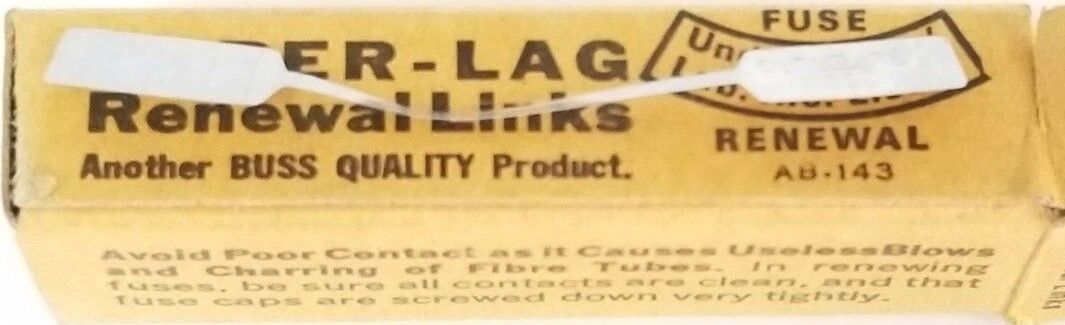 ER-LAG
Renewal Links
Another BUSS QUALITY Product.
FUSE
RENEWAL
AB-143
Avoid Poor Contact as it Causes Useless Blows
and Charring of Fibre Tubes. In renewing
fuses, be sure all contacts are clean, and that
fuse caps are screwed down very tightly.